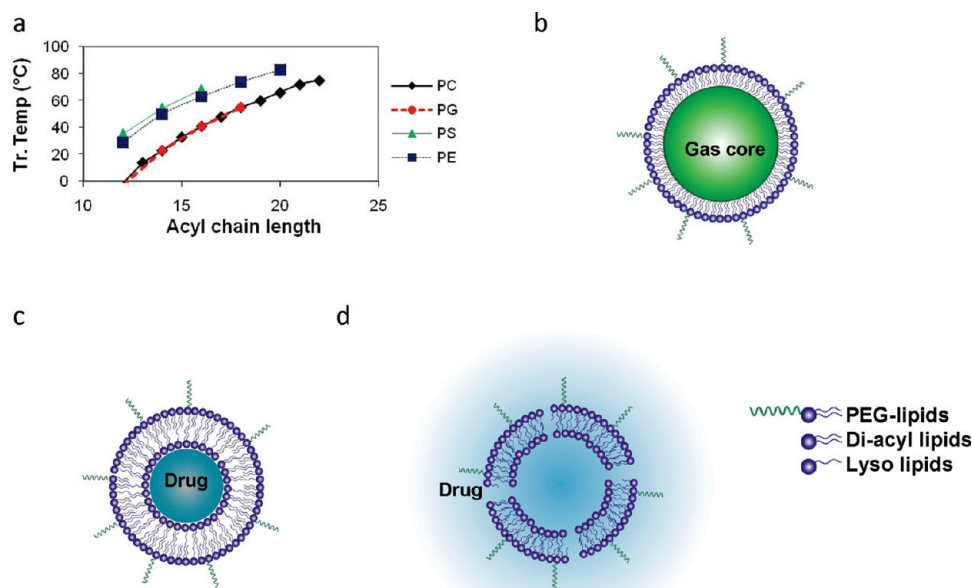 a
Tr. Temp (°C)
100
80
60
40
20
0
10
15
20
25
Acyl chain length
PC
PG
PS
PE
b
Gas core
c
Drug
d
Drug
PEG-lipids
Di-acyl lipids
Lyso lipids